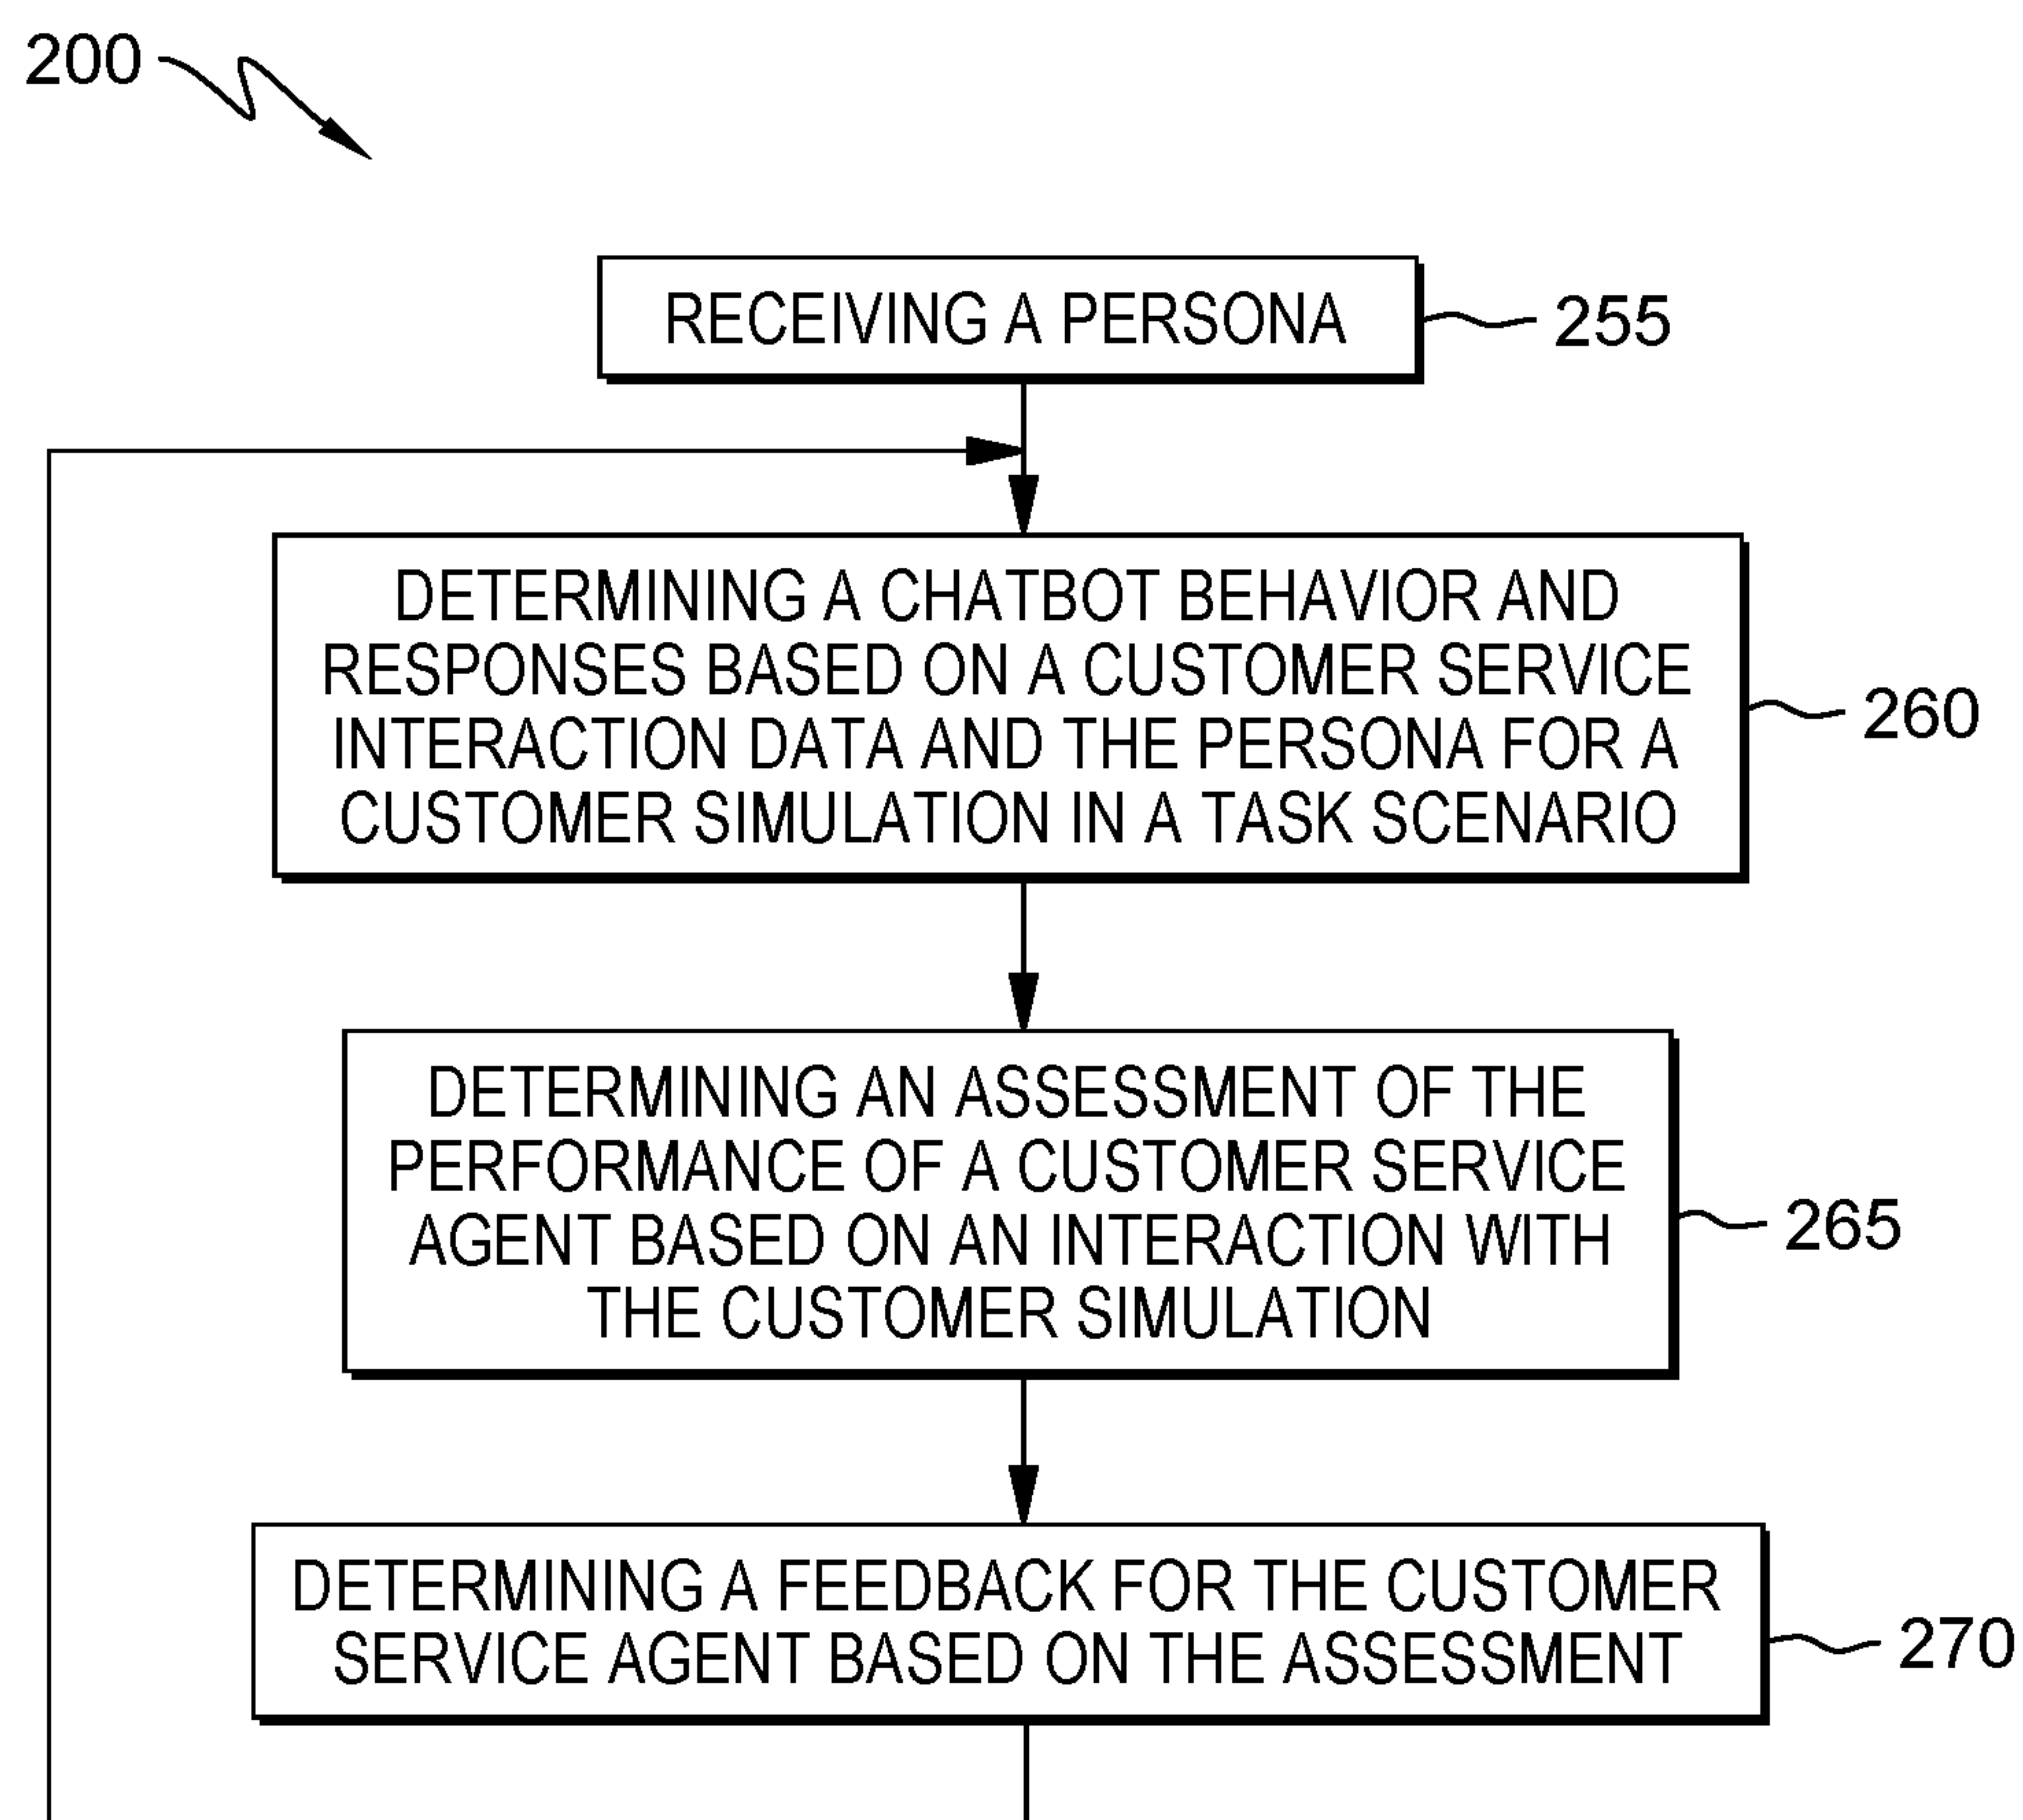 200
RECEIVING A PERSONA
255
DETERMINING A CHATBOT BEHAVIOR AND
RESPONSES BASED ON A CUSTOMER SERVICE
INTERACTION DATA AND THE PERSONA FOR A
CUSTOMER SIMULATION IN A TASK SCENARIO
260
DETERMINING AN ASSESSMENT OF THE
PERFORMANCE OF A CUSTOMER SERVICE
AGENT BASED ON AN INTERACTION WITH
THE CUSTOMER SIMULATION
265
DETERMINING A FEEDBACK FOR THE CUSTOMER
SERVICE AGENT BASED ON THE ASSESSMENT
270